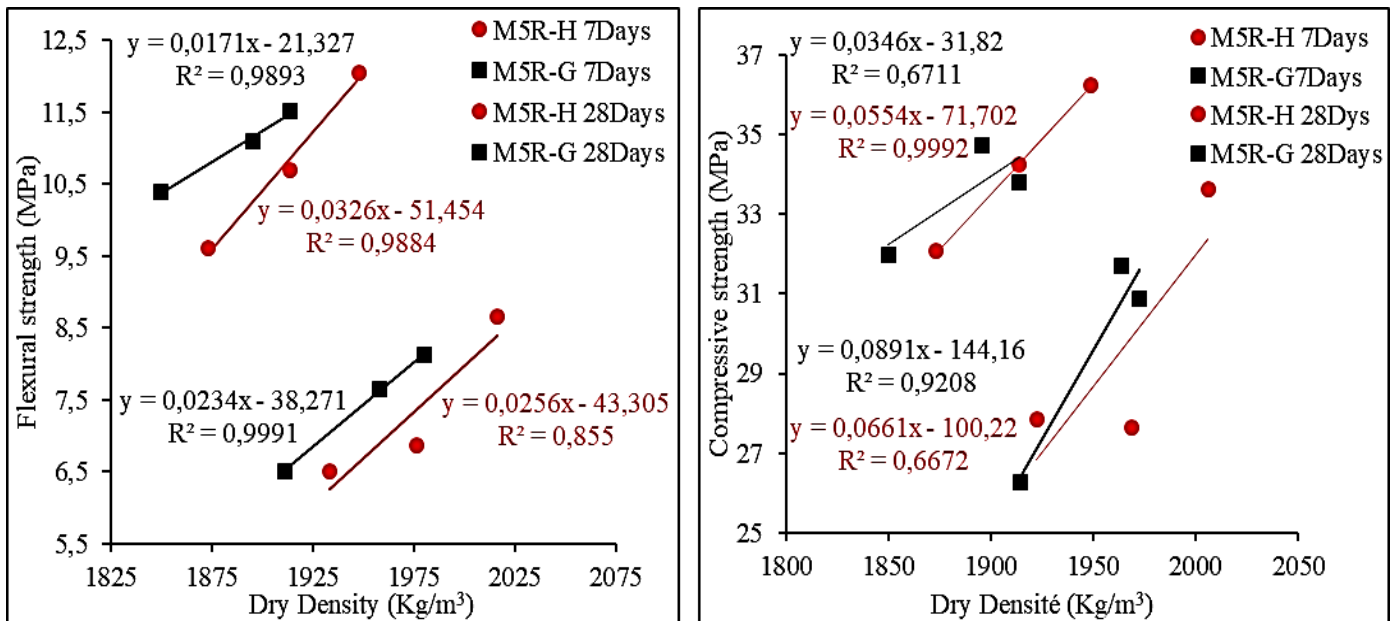 Flexural strength (MPa)
12,5
11,5
10,5
9,5
8,5
7,5
6,5
5,5
y = 0,0171x - 21,327
R² = 0,9893
M5R-H 7Days
M5R-G 7Days
M5R-H 28Days
M5R-G 28Days
y = 0,0326x - 51,454
R² = 0,9884
y = 0,0234x - 38,271
R² = 0,9991
y = 0,0256x - 43,305
R² = 0,855
1825 1875 1925 1975 2025 2075
Dry Density (Kg/m³)
Compressive strength (MPa)
37
35
33
31
29
27
25
y = 0,0346x - 31,82
R² = 0,6711
y = 0,0554x - 71,702
R² = 0,9992
M5R-H 7Days
M5R-G7Days
M5R-H 28Dys
M5R-G 28Days
y = 0,0891x - 144,16
R² = 0,9208
y = 0,0661x - 100,22
R² = 0,6672
1800 1850 1900 1950 2000 2050
Dry Densité (Kg/m³)